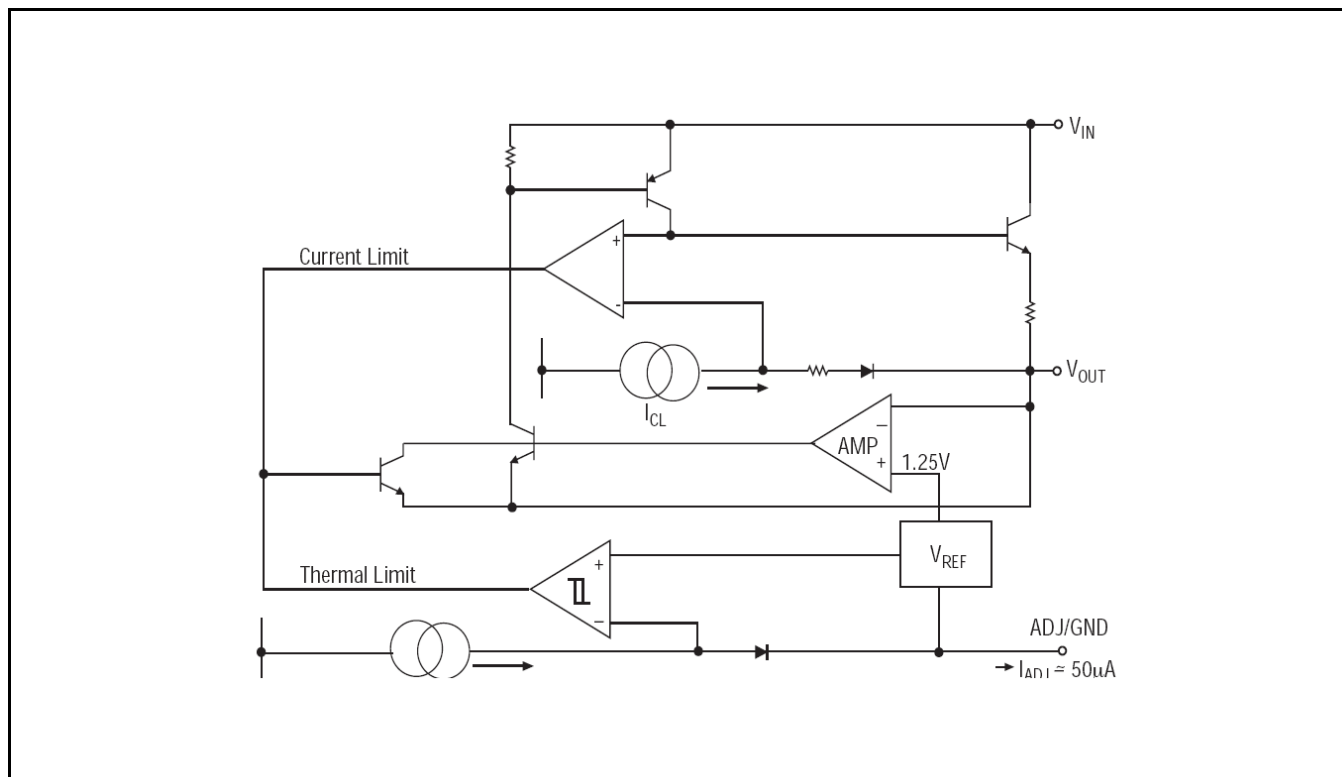 V_IN
+
Current Limit
-
V_OUT
I_CL
−
AMP
+
1.25V
V_REF
+
Thermal Limit
−
ADJ/GND
I_ADJ ≃ 50µA